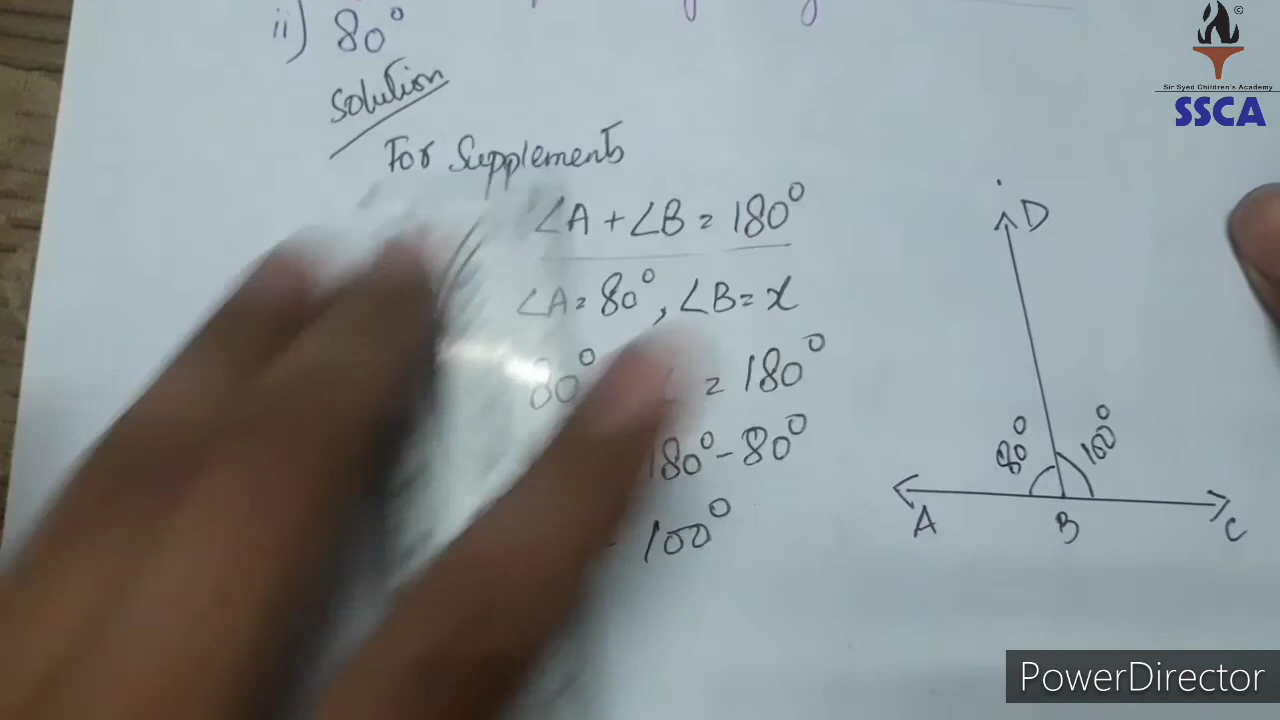 ii) 80°
Solution
For Supplements
∠A + ∠B = 180°
∠A = 80°, ∠B = x
80° = 180°
180° - 80°
100°
D
80° 100°
A B C
©
Sir Syed Children's Academy
SSCA
PowerDirector